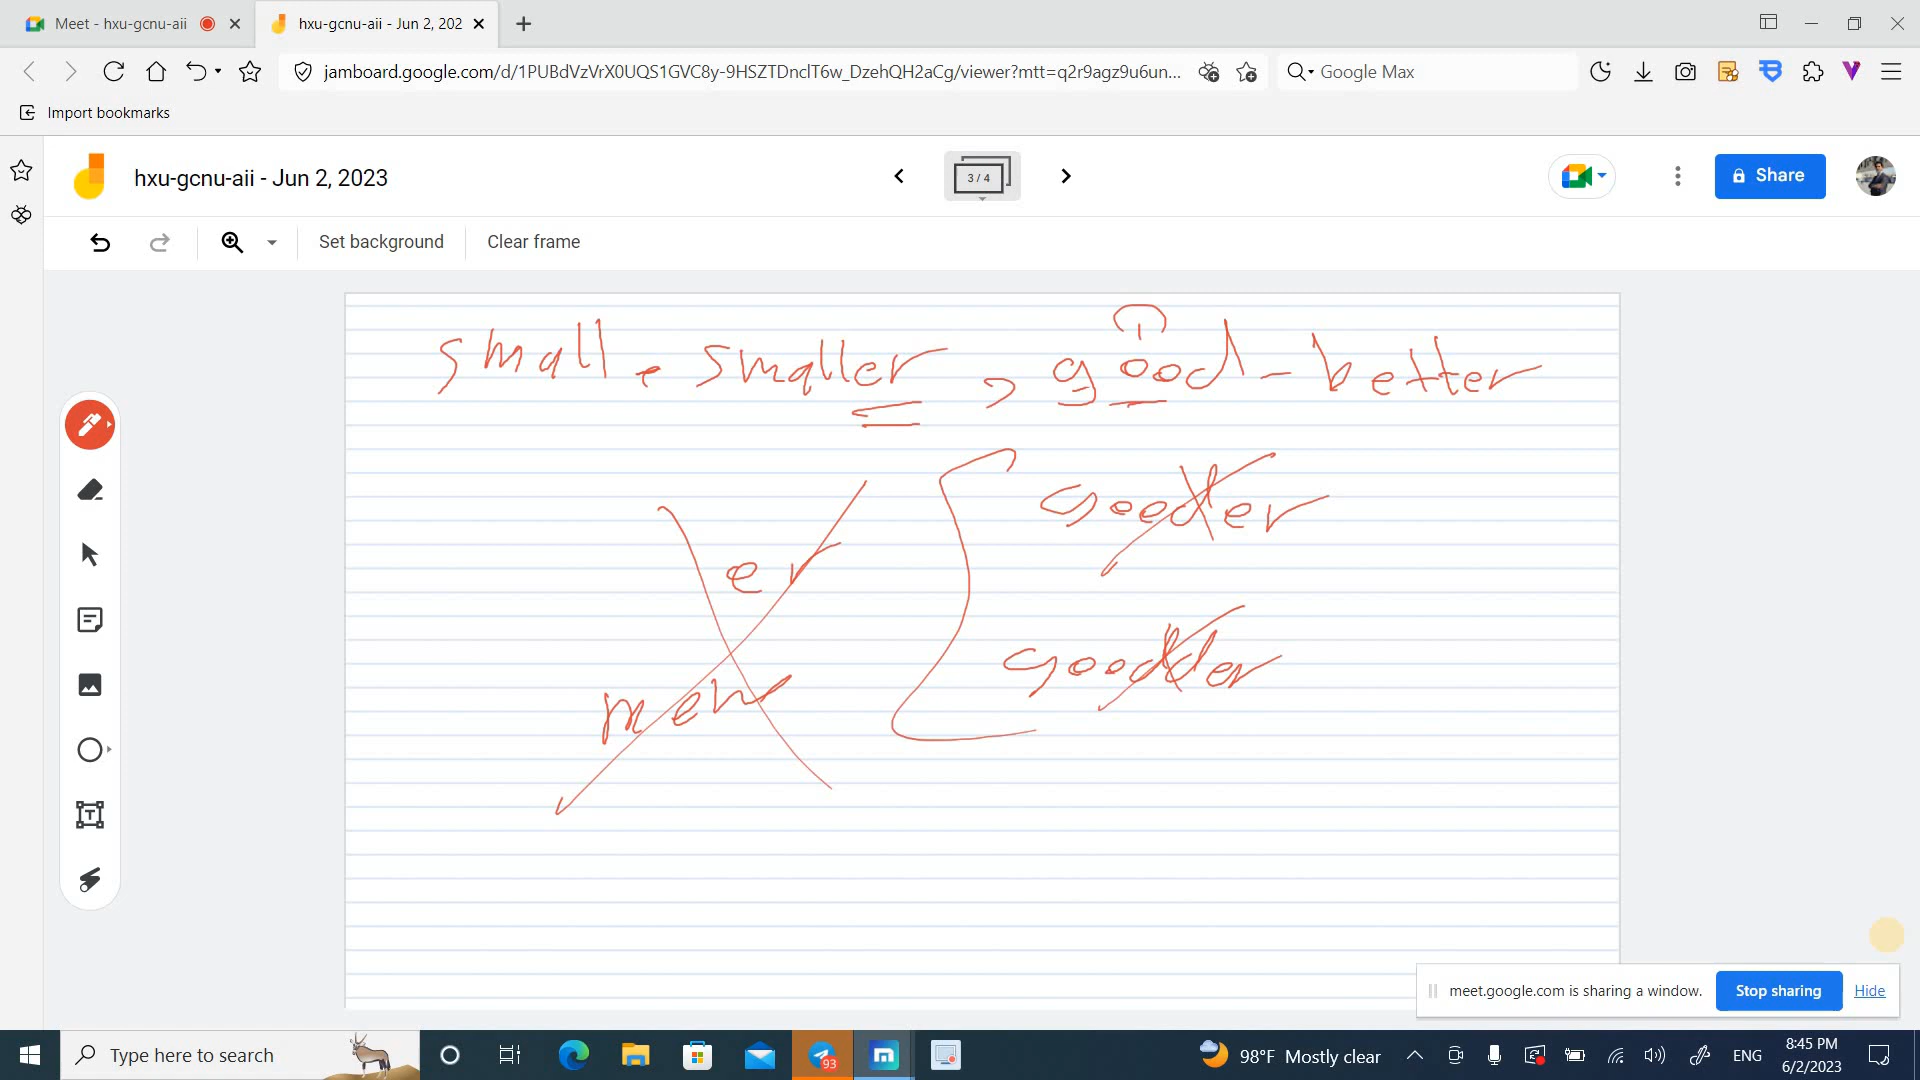 Meet - hxu-gcnu-aii
hxu-gcnu-aii - Jun 2, 202
jamboard.google.com/d/1PUBdVzVrX0UQS1GVC8y-9HSZTDnclT6w_DzehQH2aCg/viewer?mtt=q2r9agz9u6un...
Google Max
Import bookmarks
hxu-gcnu-aii - Jun 2, 2023
3 / 4
Share
Set background
Clear frame
small - smaller , good - better
gooder
er
goodder
meet.google.com is sharing a window.
Stop sharing
Hide
Type here to search
93
98°F Mostly clear
ENG
8:45 PM
6/2/2023